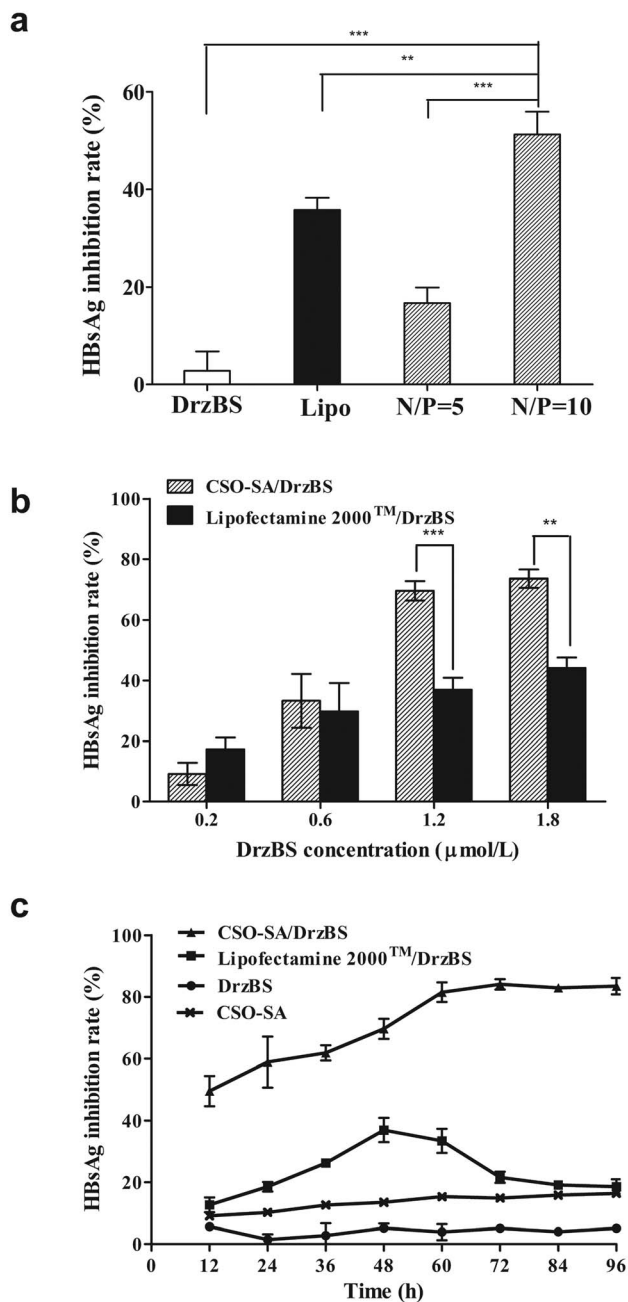 a
***
**
***
HBsAg inhibition rate (%)
60
40
20
0
DrzBS Lipo N/P=5 N/P=10
b
CSO-SA/DrzBS
Lipofectamine 2000™/DrzBS
***
**
HBsAg inhibition rate (%)
100
80
60
40
20
0
0.2 0.6 1.2 1.8
DrzBS concentration (μmol/L)
c
CSO-SA/DrzBS
Lipofectamine 2000™/DrzBS
DrzBS
CSO-SA
HBsAg inhibition rate (%)
100
80
60
40
20
0
0 12 24 36 48 60 72 84 96
Time (h)